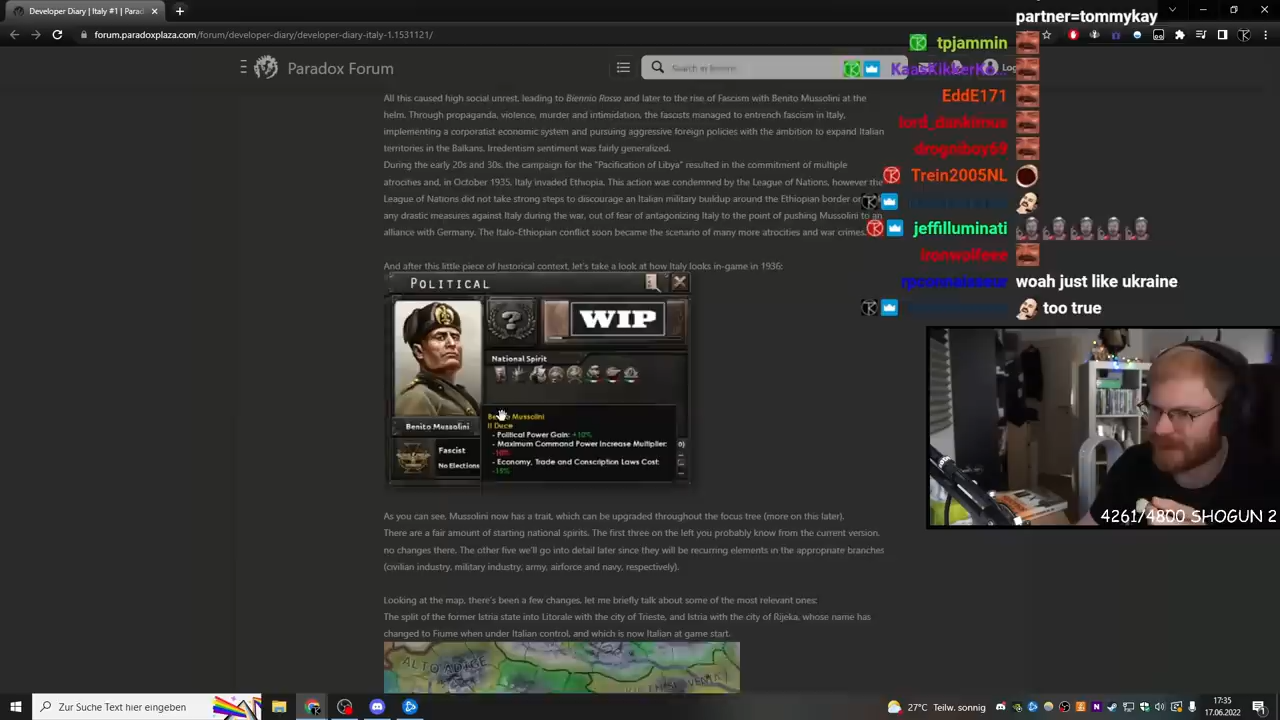 Developer Diary | Italy #1 | Parad
forum.paradoxplaza.com/forum/developer-diary/developer-diary-italy-1.1531121/
Paradox Forum
Log
partner=tommykay
tpjammin
EddE171
lord_dankimus
drogniboy69
Trein2005NL
jeffilluminati
ironwolfeee
woah just like ukraine
too true
All this caused high social unrest, leading to Biennio Rosso and later to the rise of Fascism with Benito Mussolini at the
helm. Through propaganda, violence, murder and intimidation, the fascists managed to entrench fascism in Italy,
implementing a corporatist economic system and pursuing aggressive foreign policies with the ambition to expand Italian
territories in the Balkans. Irredentism sentiment was fairly generalized.
During the early 20s and 30s, the campaign for the "Pacification of Libya" resulted in the commitment of multiple
atrocities and, in October 1935, Italy invaded Ethiopia. This action was condemned by the League of Nations, however the
League of Nations did not take strong steps to discourage an Italian military buildup around the Ethiopian border or
any drastic measures against Italy during the war, out of fear of antagonizing Italy to the point of pushing Mussolini to an
alliance with Germany. The Italo-Ethiopian conflict soon became the scenario of many more atrocities and war crimes.
And after this little piece of historical context, let's take a look at how Italy looks in-game in 1936:
POLITICAL
WIP
National Spirit
Benito Mussolini
Fascist
No Elections
Mussolini
Il Duce
- Political Power Gain: +10%
- Maximum Command Power Increase Multiplier:
-10%
- Economy, Trade and Conscription Laws Cost:
-15%
As you can see, Mussolini now has a trait, which can be upgraded throughout the focus tree (more on this later).
There are a fair amount of starting national spirits. The first three on the left you probably know from the current version,
no changes there. The other five we'll go into detail later since they will be recurring elements in the appropriate branches
(civilian industry, military industry, army, airforce and navy, respectively).
Looking at the map, there's been a few changes, let me briefly talk about some of the most relevant ones:
The split of the former Istria state into Litorale with the city of Trieste, and Istria with the city of Rijeka, whose name has
changed to Fiume when under Italian control, and which is now Italian at game start.
ALTO ADIGE
4261/4800 SHOGUN 2
Zur Suche Text hier eingeben
27°C Teilw. sonnig
17:35
17.06.2022